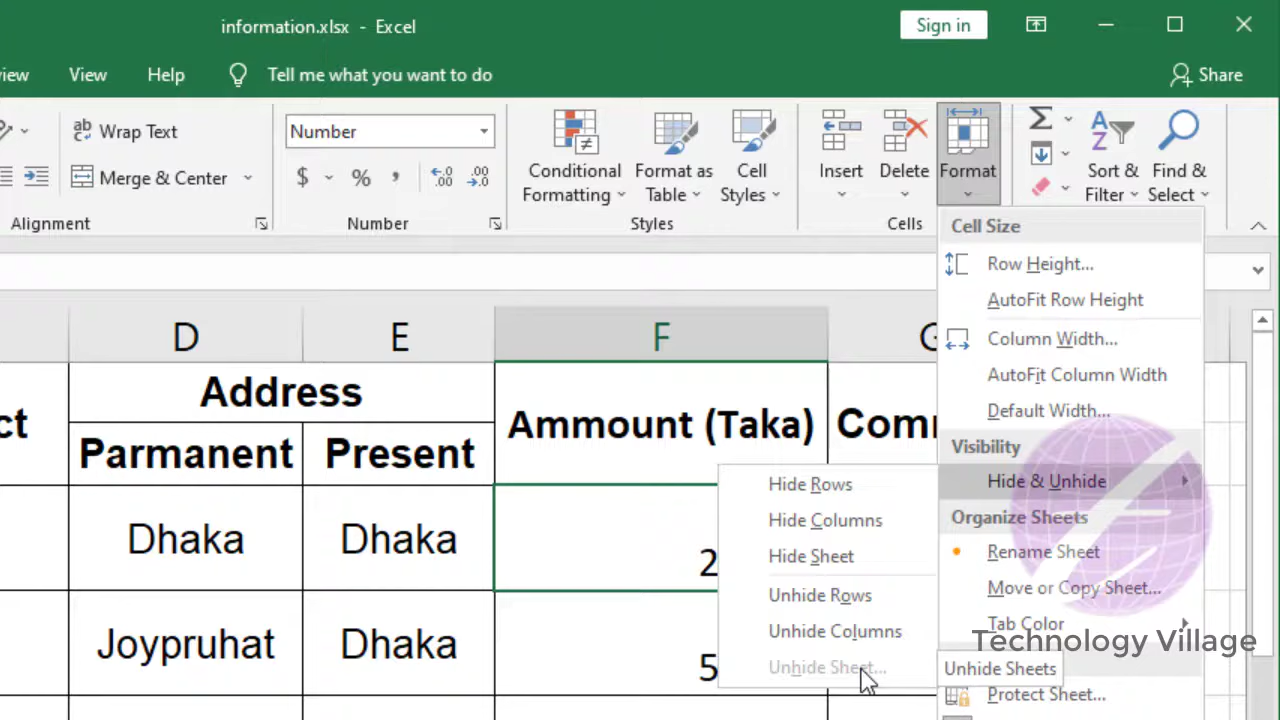 information.xlsx - Excel
Sign in
View Help Tell me what you want to do Share
Wrap Text
Merge & Center
Alignment
Number
$ % ,
Number
Conditional Formatting
Format as Table
Cell Styles
Styles
Insert
Delete
Format
Cells
Sort & Filter
Find & Select
Cell Size
Row Height...
AutoFit Row Height
Column Width...
AutoFit Column Width
Default Width...
Visibility
Hide & Unhide
Organize Sheets
Rename Sheet
Move or Copy Sheet...
Tab Color
Protect Sheet...
Hide Rows
Hide Columns
Hide Sheet
Unhide Rows
Unhide Columns
Unhide Sheet...
Unhide Sheets
Technology Village
D E F
Address
Ammount (Taka)
Parmanent Present
Dhaka Dhaka
Joypruhat Dhaka